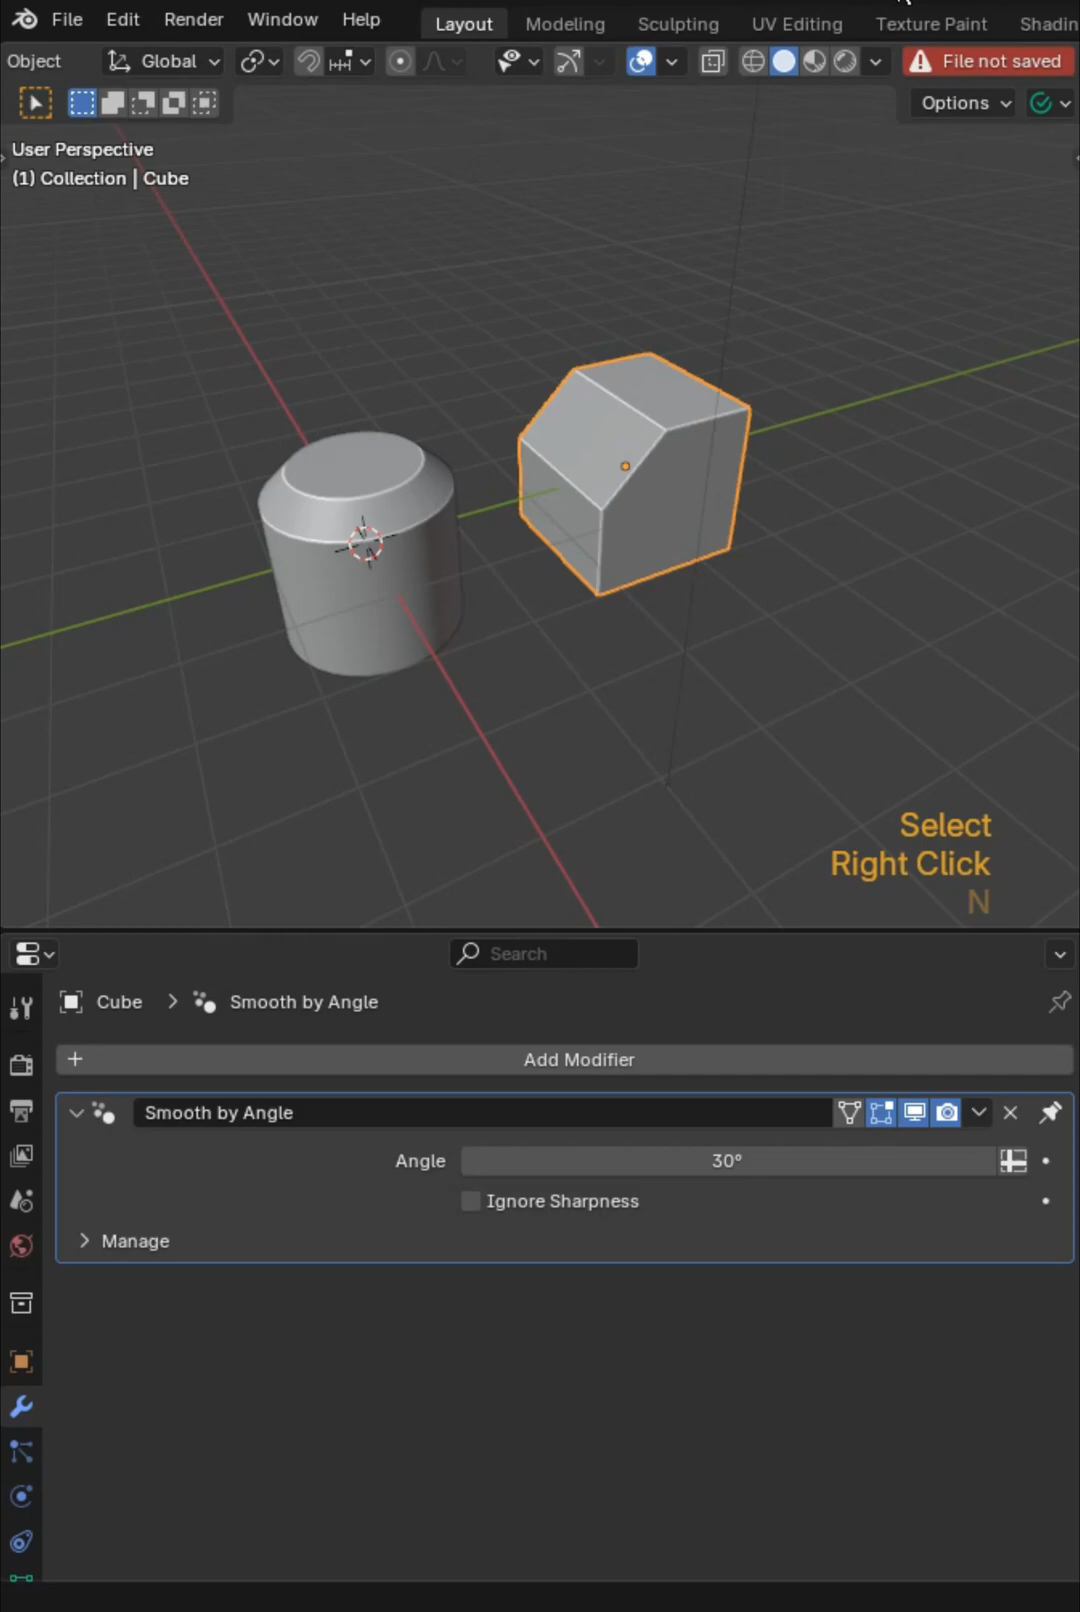 File Edit Render Window Help Layout Modeling Sculpting UV Editing Texture Paint Shadin
Object Global File not saved
Options
User Perspective
(1) Collection | Cube
Select
Right Click
N
Search
Cube > Smooth by Angle
+ Add Modifier
Smooth by Angle
Angle 30°
Ignore Sharpness
Manage